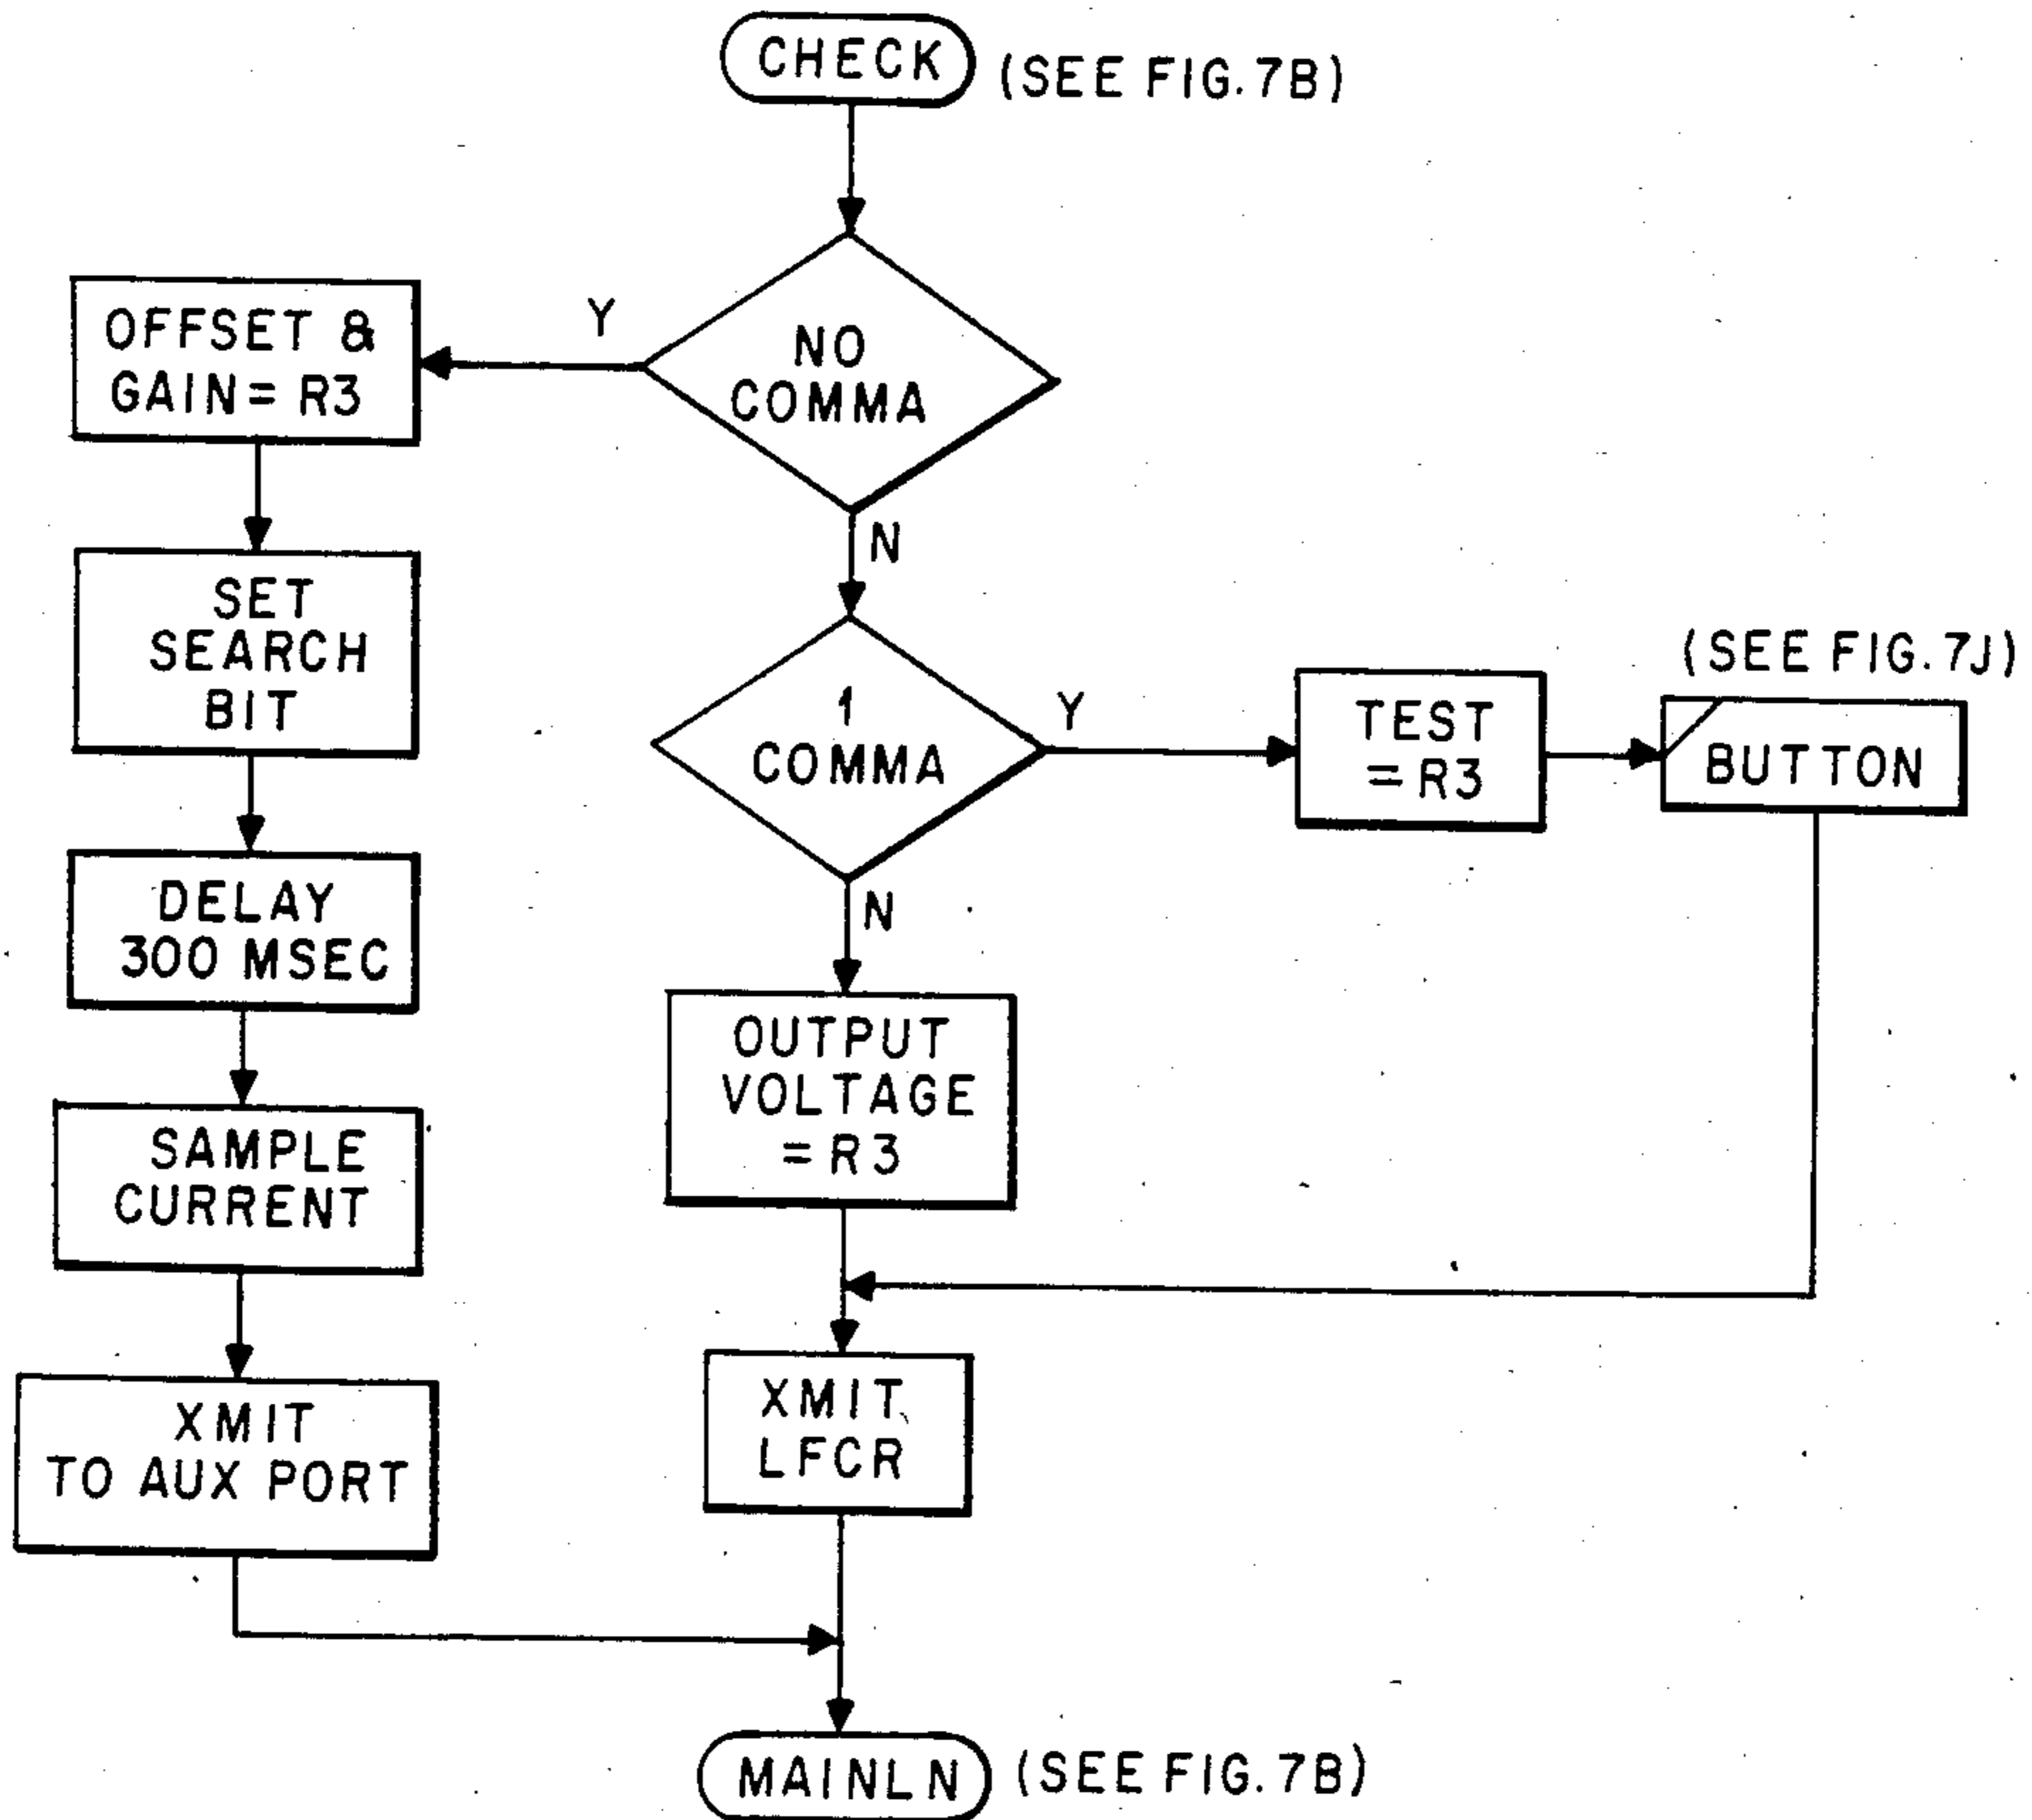 CHECK
(SEE FIG. 7B)
NO
COMMA
Y
OFFSET &
GAIN = R3
N
SET
SEARCH
BIT
1
COMMA
Y
TEST
= R3
(SEE FIG. 7J)
BUTTON
DELAY
300 MSEC
N
OUTPUT
VOLTAGE
= R3
SAMPLE
CURRENT
XMIT
TO AUX PORT
XMIT
LFCR
MAINLN
(SEE FIG. 7B)